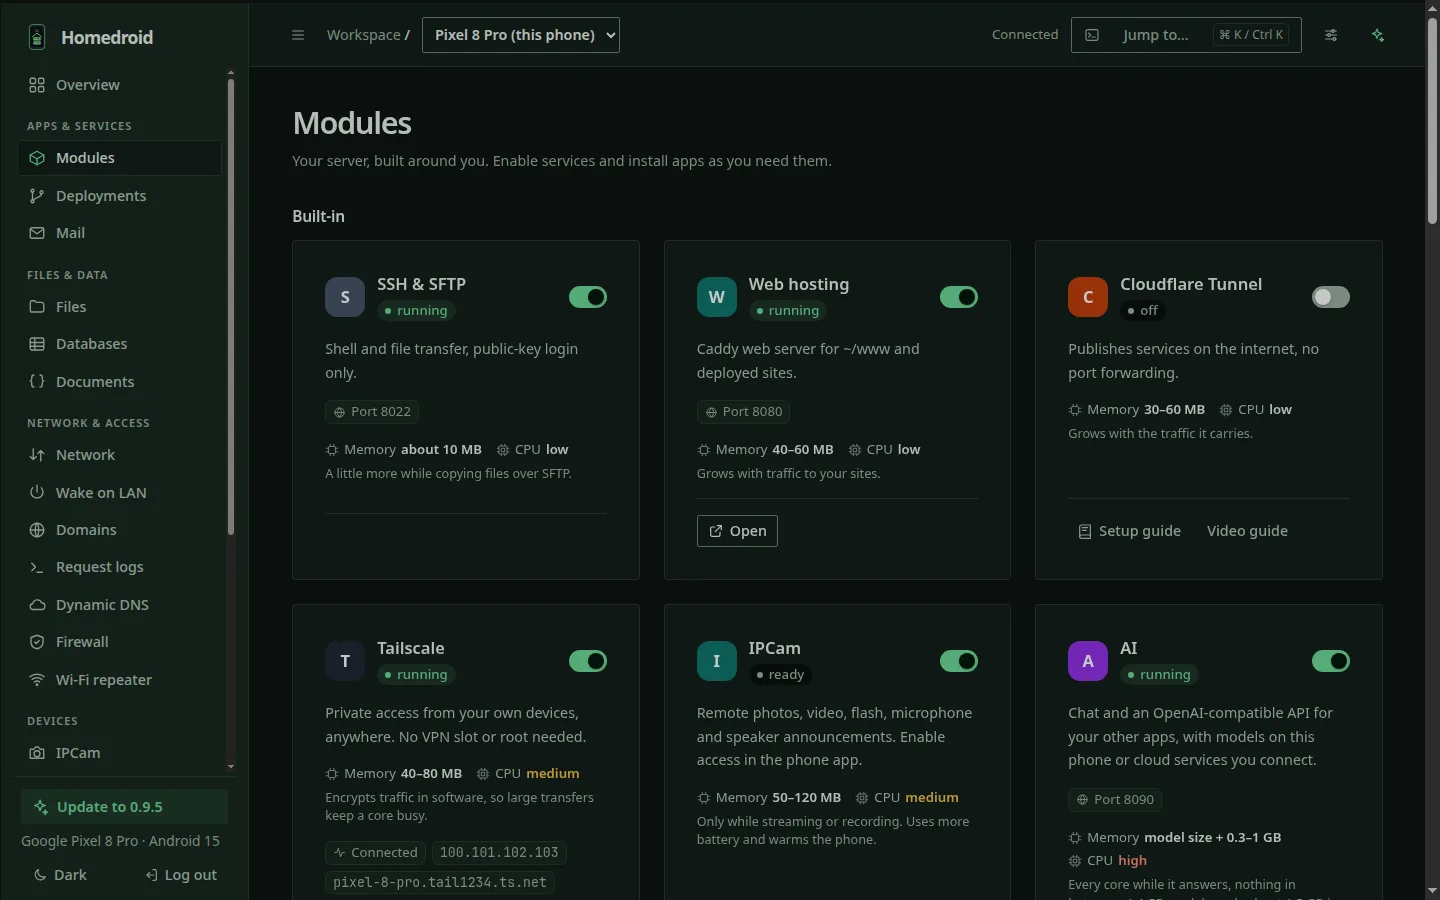 Homedroid
Overview
APPS & SERVICES
Modules
Deployments
Mail
FILES & DATA
Files
Databases
Documents
NETWORK & ACCESS
Network
Wake on LAN
Domains
Request logs
Dynamic DNS
Firewall
Wi-Fi repeater
DEVICES
IPCam
Update to 0.9.5
Google Pixel 8 Pro · Android 15
Dark
Log out
Workspace /
Pixel 8 Pro (this phone)
Connected
Jump to...
⌘ K / Ctrl K
Modules
Your server, built around you. Enable services and install apps as you need them.
Built-in
S
SSH & SFTP
running
Shell and file transfer, public-key login
only.
Port 8022
Memory about 10 MB CPU low
A little more while copying files over SFTP.
W
Web hosting
running
Caddy web server for ~/www and
deployed sites.
Port 8080
Memory 40–60 MB CPU low
Grows with traffic to your sites.
Open
C
Cloudflare Tunnel
off
Publishes services on the internet, no
port forwarding.
Memory 30–60 MB CPU low
Grows with the traffic it carries.
Setup guide
Video guide
T
Tailscale
running
Private access from your own devices,
anywhere. No VPN slot or root needed.
Memory 40–80 MB CPU medium
Encrypts traffic in software, so large transfers
keep a core busy.
Connected
100.101.102.103
pixel-8-pro.tail1234.ts.net
I
IPCam
ready
Remote photos, video, flash, microphone
and speaker announcements. Enable
access in the phone app.
Memory 50–120 MB CPU medium
Only while streaming or recording. Uses more
battery and warms the phone.
A
AI
running
Chat and an OpenAI-compatible API for
your other apps, with models on this
phone or cloud services you connect.
Port 8090
Memory model size + 0.3–1 GB
CPU high
Every core while it answers, nothing in